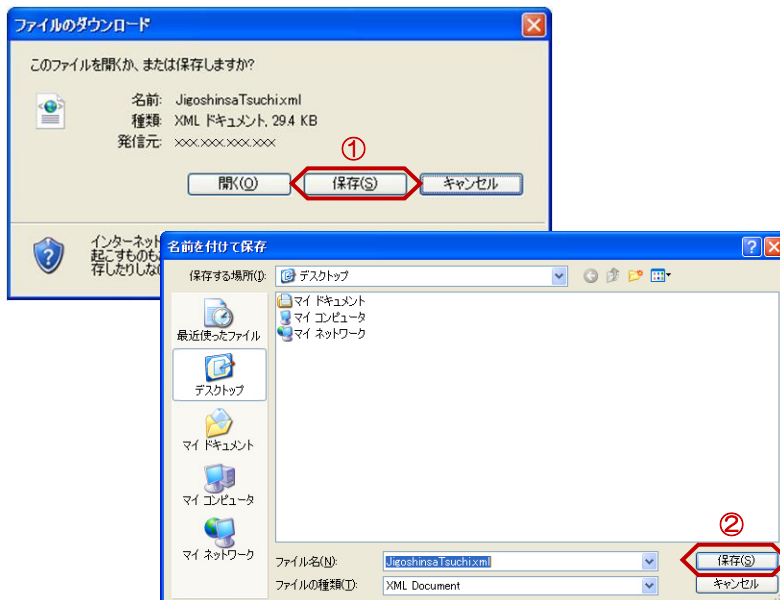 ファイルのダウンロード
このファイルを開くか、または保存しますか?
名前: JigoshinsaTsuchi.xml
種類: XML ドキュメント, 29.4 KB
発信元: xxx.xxx.xxx.xxx
①
開く(O) 保存(S) キャンセル
インターネット
起こすものも
存したりしな
名前を付けて保存
保存する場所(I): デスクトップ
マイ ドキュメント
マイ コンピュータ
マイ ネットワーク
最近使ったファイル
デスクトップ
マイ ドキュメント
マイ コンピュータ
マイ ネットワーク
②
ファイル名(N): JigoshinsaTsuchi.xml 保存(S)
ファイルの種類(T): XML Document キャンセル